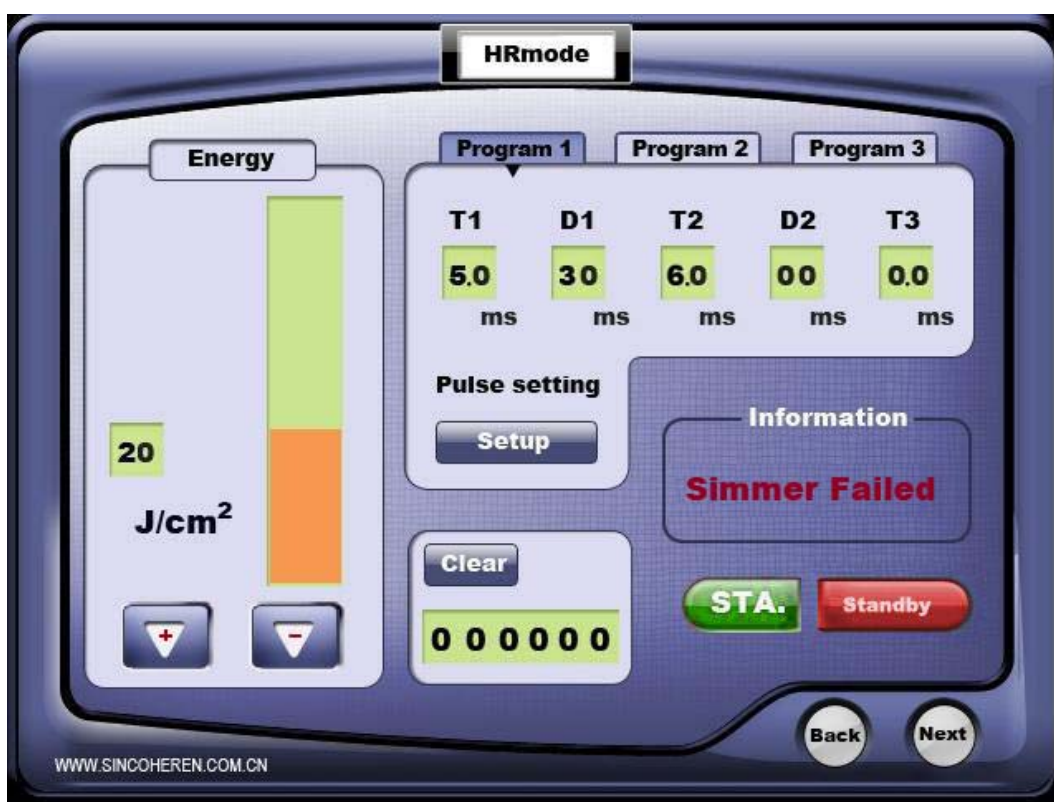 HRmode
Energy
20
J/cm²
+ -
Program 1 Program 2 Program 3
T1 D1 T2 D2 T3
5.0 30 6.0 00 0.0
ms ms ms ms ms
Pulse setting
Setup
Information
Simmer Failed
Clear
000000
STA. Standby
Back Next
WWW.SINCOHEREN.COM.CN